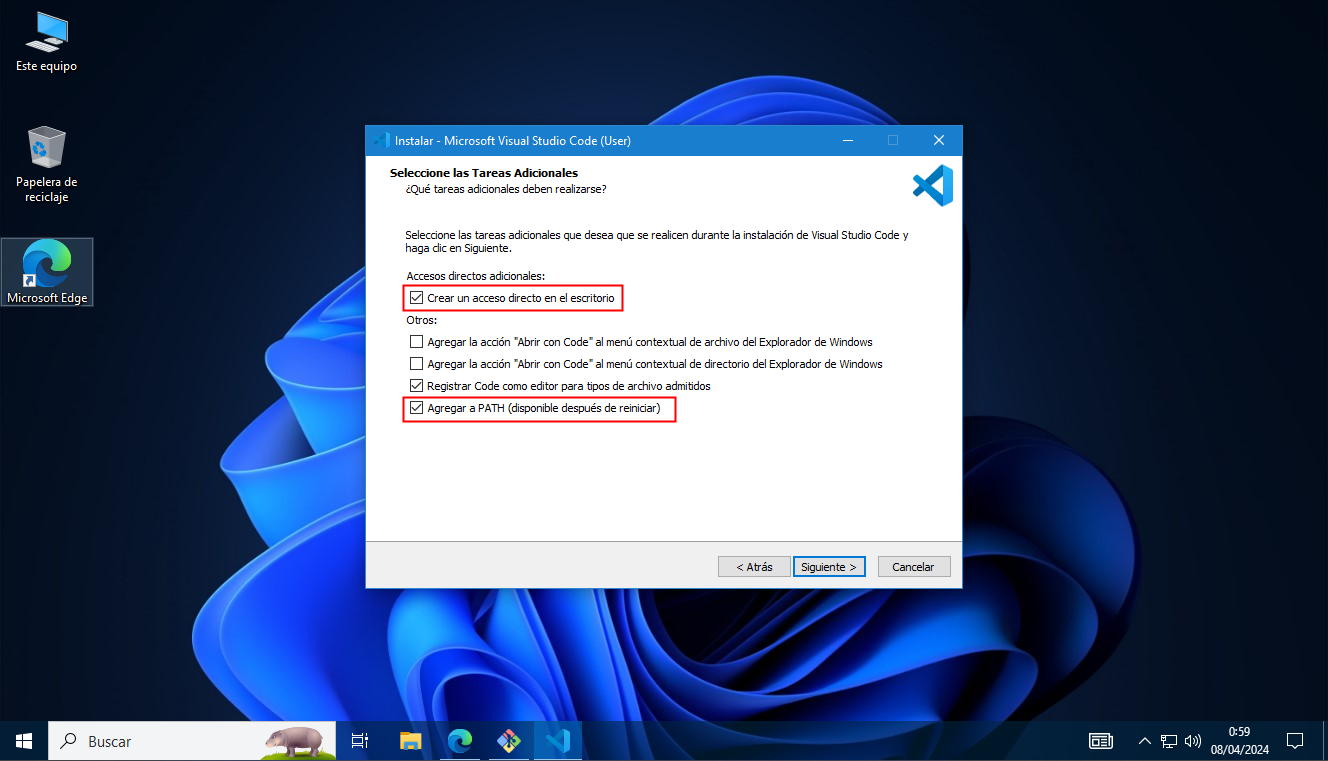 Este equipo
Papelera de
reciclaje
Microsoft Edge
Instalar - Microsoft Visual Studio Code (User)
Seleccione las Tareas Adicionales
¿Qué tareas adicionales deben realizarse?
Seleccione las tareas adicionales que desea que se realicen durante la instalación de Visual Studio Code y
haga clic en Siguiente.
Accesos directos adicionales:
Crear un acceso directo en el escritorio
Otros:
Agregar la acción "Abrir con Code" al menú contextual de archivo del Explorador de Windows
Agregar la acción "Abrir con Code" al menú contextual de directorio del Explorador de Windows
Registrar Code como editor para tipos de archivo admitidos
Agregar a PATH (disponible después de reiniciar)
< Atrás
Siguiente >
Cancelar
Buscar
0:59
08/04/2024